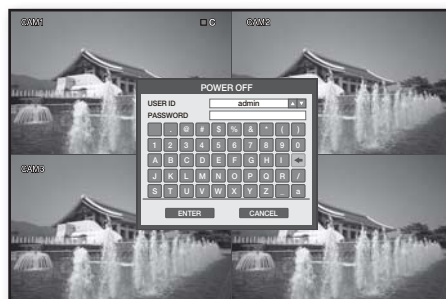 CAM1
C
CAM2
POWER OFF
USER ID admin
PASSWORD
. @ # $ % & * ( )
1 2 3 4 5 6 7 8 9 0
A B C D E F G H I
J K L M N O P Q R /
S T U V W X Y Z _ a
ENTER CANCEL
CAM3